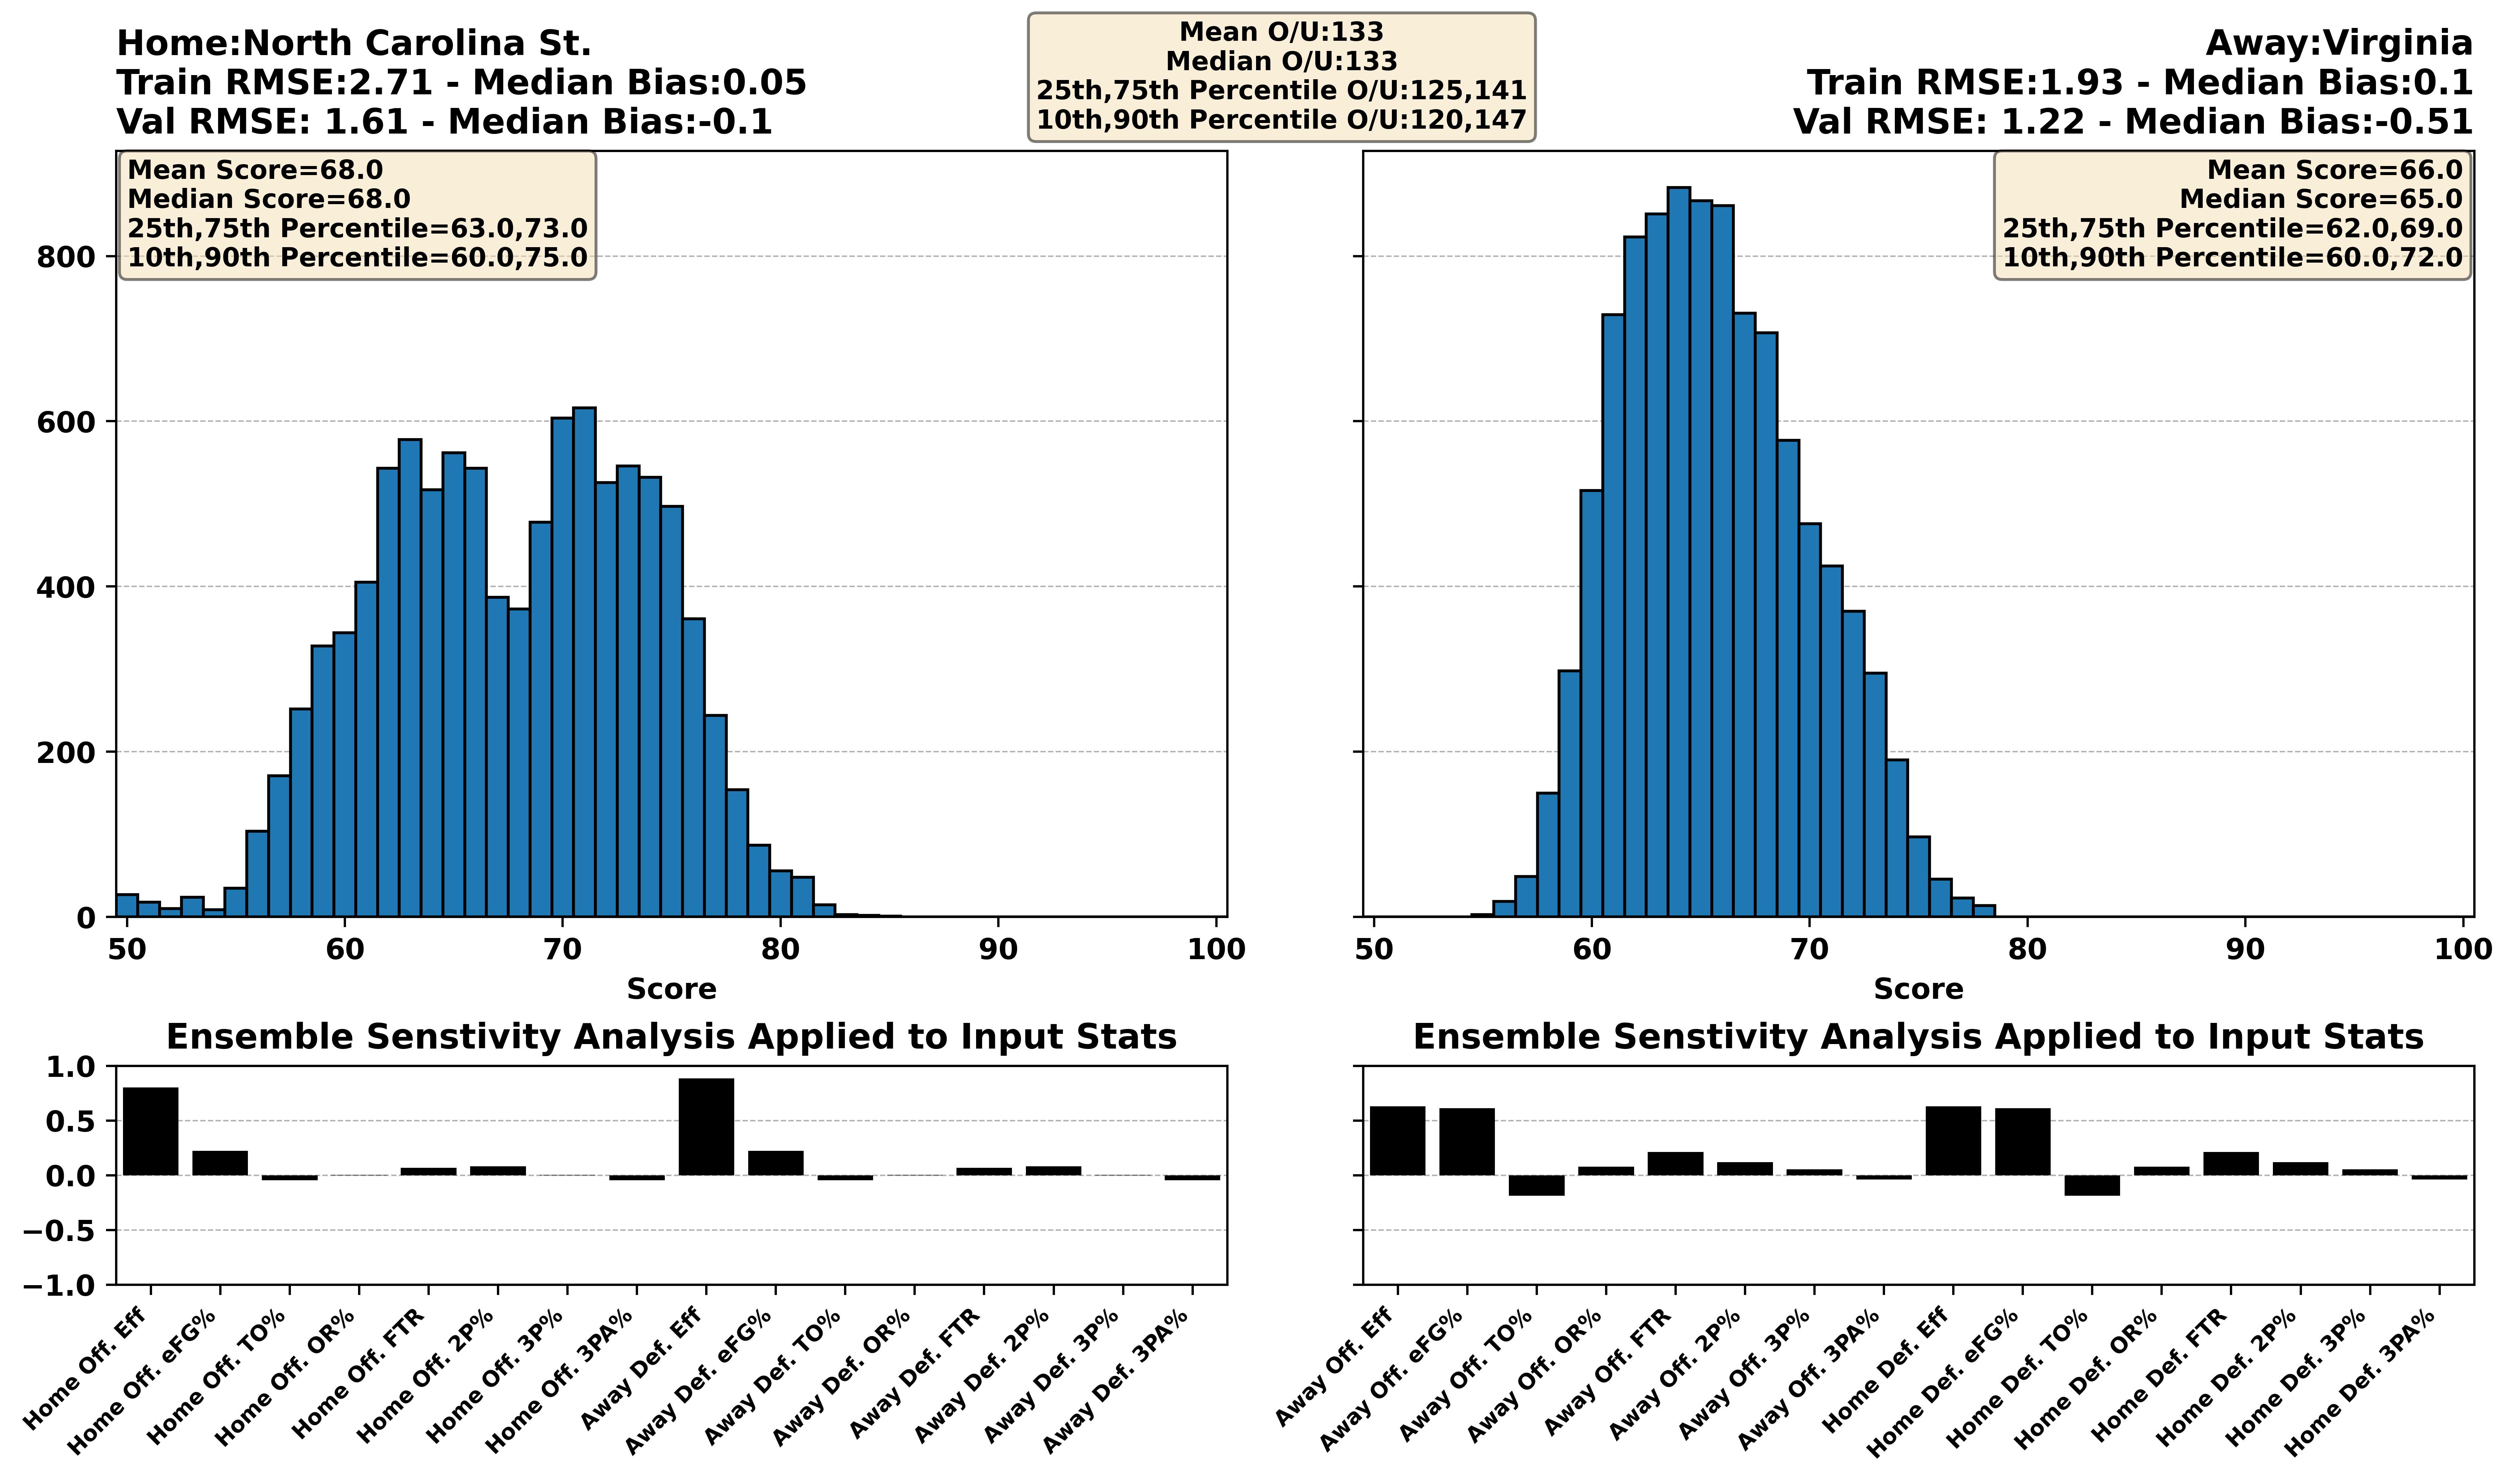 Home:North Carolina St.
Train RMSE:2.71 - Median Bias:0.05
Val RMSE: 1.61 - Median Bias:-0.1
Mean O/U:133
Median O/U:133
25th,75th Percentile O/U:125,141
10th,90th Percentile O/U:120,147
Away:Virginia
Train RMSE:1.93 - Median Bias:0.1
Val RMSE: 1.22 - Median Bias:-0.51
Mean Score=68.0
Median Score=68.0
25th,75th Percentile=63.0,73.0
10th,90th Percentile=60.0,75.0
800
600
400
200
0
50 60 70 80 90 100
Score
Mean Score=66.0
Median Score=65.0
25th,75th Percentile=62.0,69.0
10th,90th Percentile=60.0,72.0
50 60 70 80 90 100
Score
Ensemble Senstivity Analysis Applied to Input Stats
1.0
0.5
0.0
−0.5
−1.0
Home Off. Eff
Home Off. eFG%
Home Off. TO%
Home Off. OR%
Home Off. FTR
Home Off. 2P%
Home Off. 3P%
Home Off. 3PA%
Away Def. Eff
Away Def. eFG%
Away Def. TO%
Away Def. OR%
Away Def. FTR
Away Def. 2P%
Away Def. 3P%
Away Def. 3PA%
Ensemble Senstivity Analysis Applied to Input Stats
Away Off. Eff
Away Off. eFG%
Away Off. TO%
Away Off. OR%
Away Off. FTR
Away Off. 2P%
Away Off. 3P%
Away Off. 3PA%
Home Def. Eff
Home Def. eFG%
Home Def. TO%
Home Def. OR%
Home Def. FTR
Home Def. 2P%
Home Def. 3P%
Home Def. 3PA%